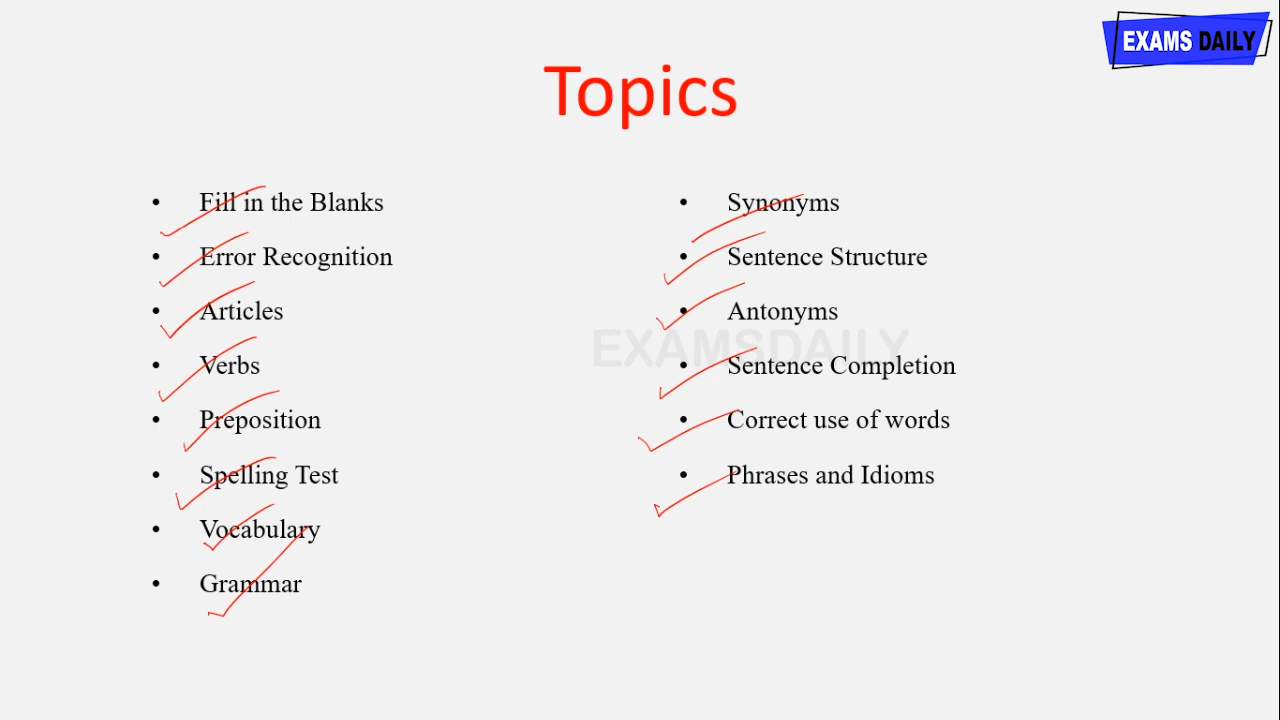 EXAMS DAILY
Topics
• Fill in the Blanks
• Error Recognition
• Articles
• Verbs
• Preposition
• Spelling Test
• Vocabulary
• Grammar
• Synonyms
• Sentence Structure
• Antonyms
• Sentence Completion
• Correct use of words
• Phrases and Idioms
EXAMSDAILY